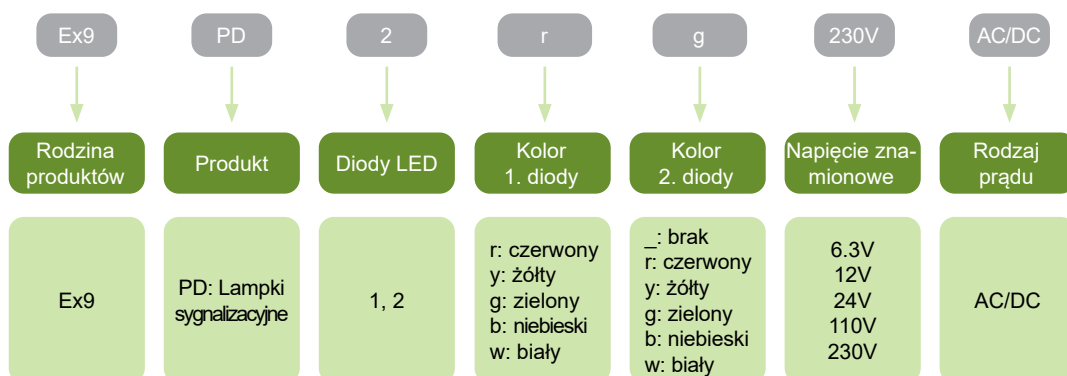 Ex9 PD 2 r g 230V AC/DC
Rodzina produktów
Produkt
Diody LED
Kolor 1. diody
Kolor 2. diody
Napięcie zna-
mionowe
Rodzaj prądu
Ex9
PD: Lampki
sygnalizacyjne
1, 2
r: czerwony
y: żółty
g: zielony
b: niebieski
w: biały
_: brak
r: czerwony
y: żółty
g: zielony
b: niebieski
w: biały
6.3V
12V
24V
110V
230V
AC/DC